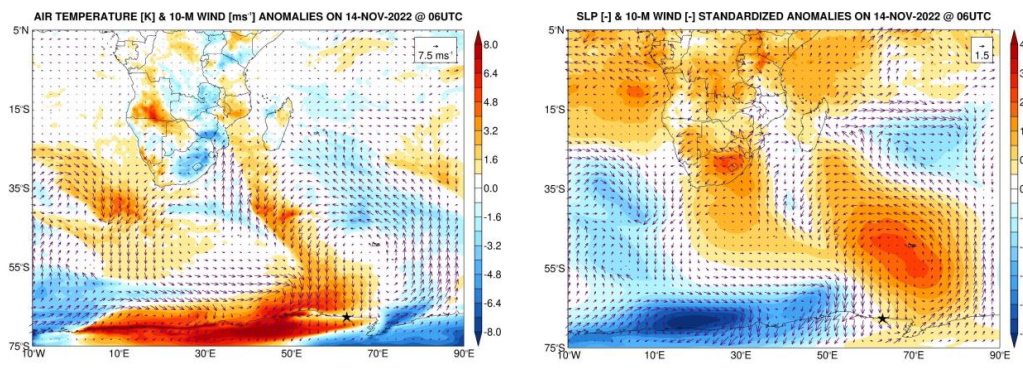 AIR TEMPERATURE [K] & 10-M WIND [ms⁻¹] ANOMALIES ON 14-NOV-2022 @ 06UTC
5°N
15°S
35°S
55°S
75°S
10°W
10°E
30°E
50°E
70°E
90°E
7.5 ms⁻¹
8.0
6.4
4.8
3.2
1.6
0.0
-1.6
-3.2
-4.8
-6.4
-8.0
SLP [-] & 10-M WIND [-] STANDARDIZED ANOMALIES ON 14-NOV-2022 @ 06UTC
5°N
15°S
35°S
55°S
75°S
10°W
10°E
30°E
50°E
70°E
90°E
1.5